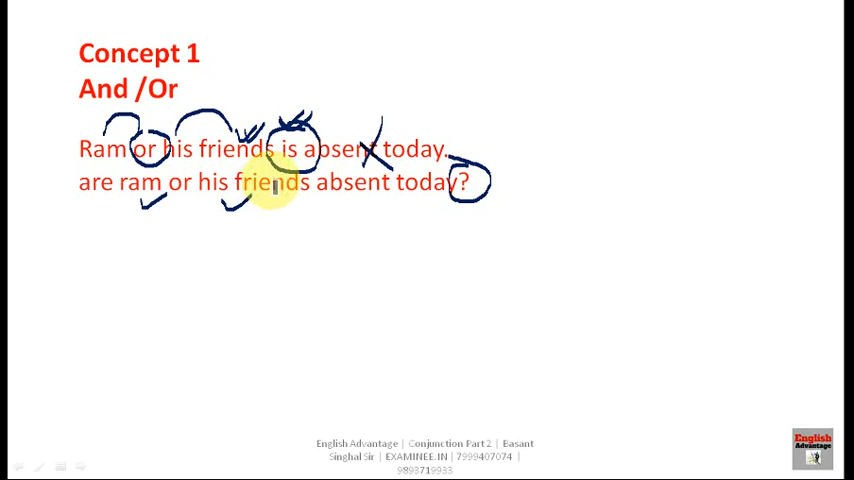 Concept 1
And /Or
Ram or his friends is absent today.
are ram or his friends absent today?
English Advantage | Conjunction Part 2 | Basant
Singhal Sir | EXAMINEE.IN | 7999407074 |
9893719933
English
Advantage